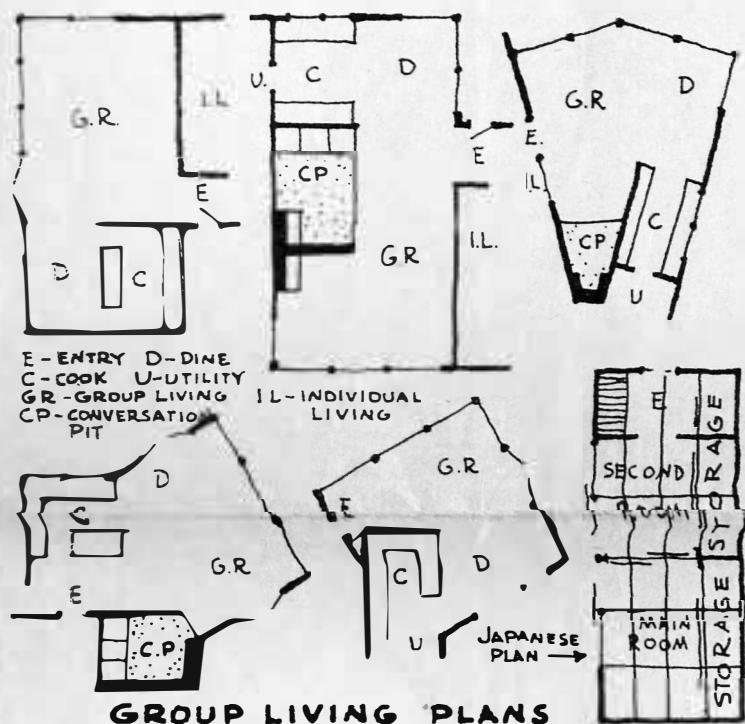 G.R.
I.L
E
D
C
U.
C
D
E
CP
G.R
I.L.
G.R
D
E.
I.L.
C
CP
U
E - ENTRY D - DINE
C - COOK U - UTILITY
GR - GROUP LIVING
CP - CONVERSATIO
PIT
IL - INDIVIDUAL
LIVING
D
C
G.R
E
C.P
G.R
E
C
D
U
JAPANESE
PLAN →
E
SECOND
STORAGE
MAIN
ROOM
STORAGE
GROUP LIVING PLANS